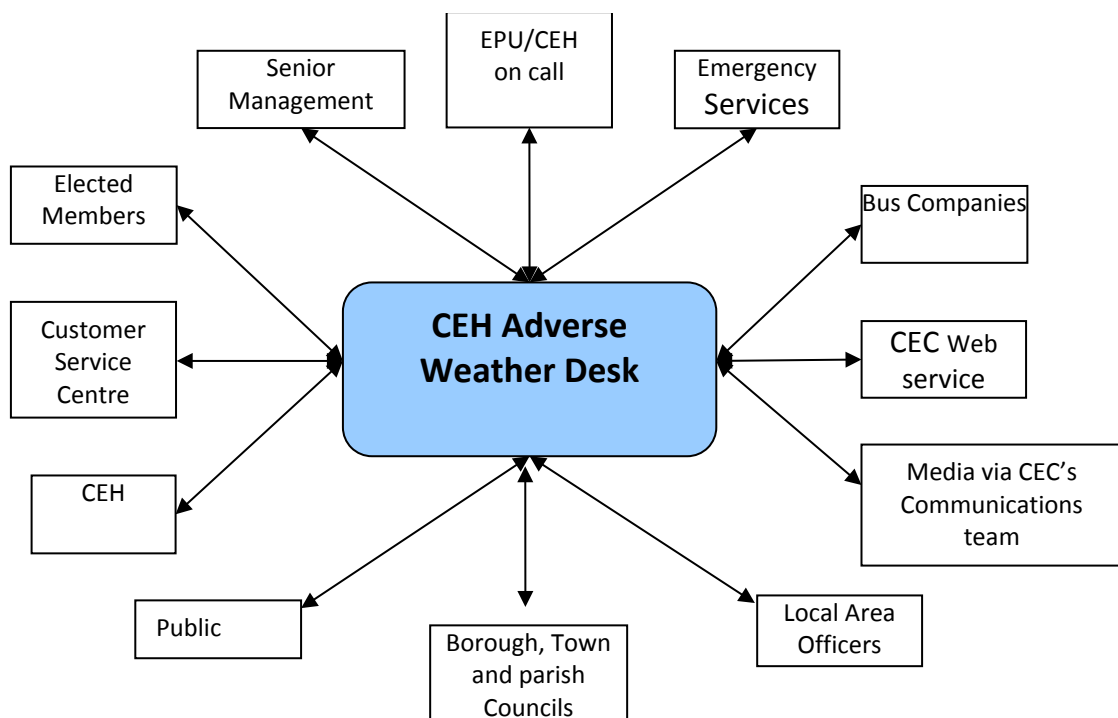 EPU/CEH
on call
Senior
Management
Emergency
Services
Elected
Members
Bus Companies
Customer
Service
Centre
CEH Adverse
Weather Desk
CEC Web
service
CEH
Media via CEC’s
Communications
team
Public
Borough, Town
and parish
Councils
Local Area
Officers